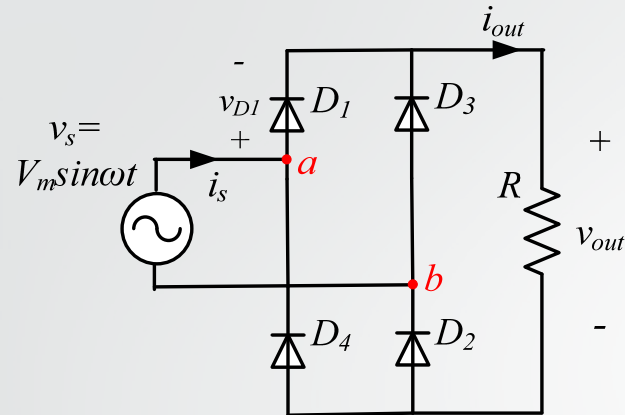 i_out
-
v_D1
D_1
D_3
v_s=
V_m sinωt
+
a
i_s
R
+
v_out
b
-
D_4
D_2